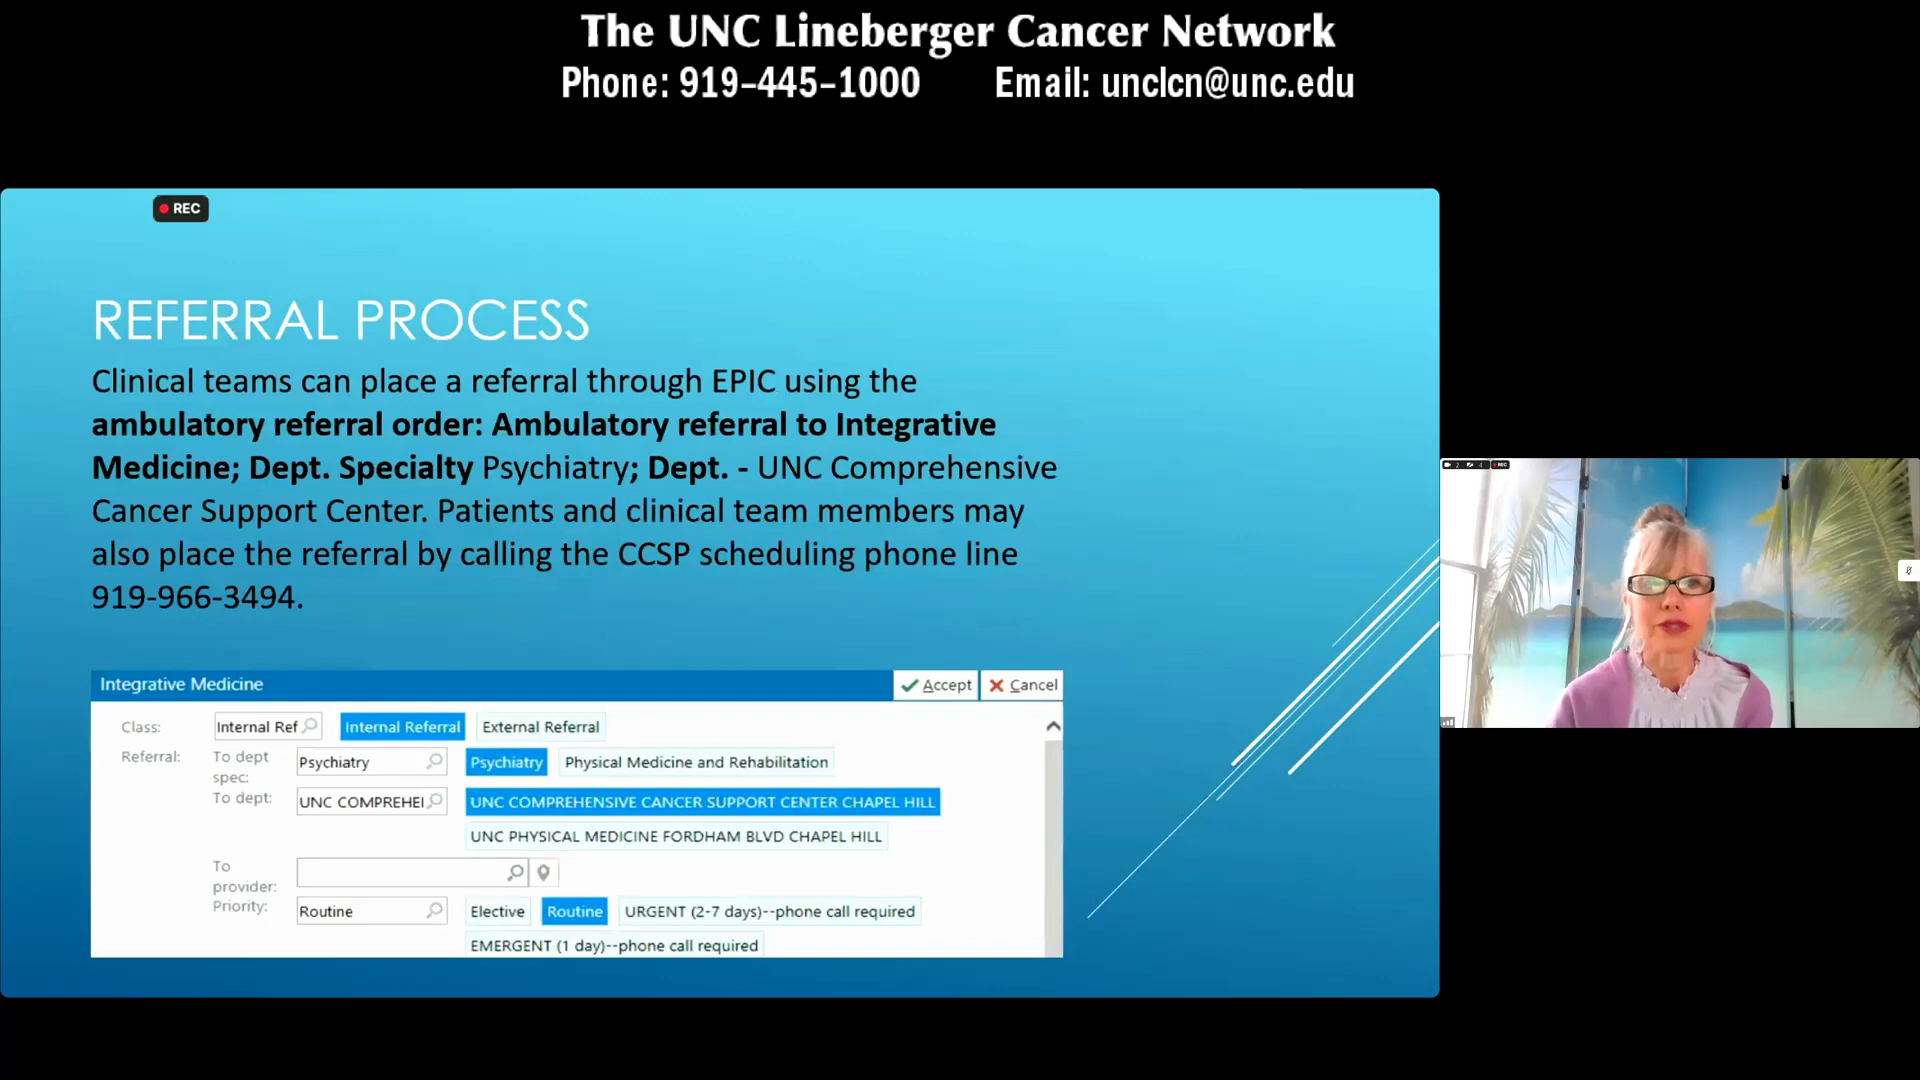 The UNC Lineberger Cancer Network
Phone: 919-445-1000 Email: unclcn@unc.edu
REC
REFERRAL PROCESS
Clinical teams can place a referral through EPIC using the
ambulatory referral order: Ambulatory referral to Integrative
Medicine; Dept. Specialty Psychiatry; Dept. - UNC Comprehensive
Cancer Support Center. Patients and clinical team members may
also place the referral by calling the CCSP scheduling phone line
919-966-3494.
Integrative Medicine Accept Cancel
Class: Internal Ref Internal Referral External Referral
Referral: To dept spec: Psychiatry Psychiatry Physical Medicine and Rehabilitation
To dept: UNC COMPREHEI UNC COMPREHENSIVE CANCER SUPPORT CENTER CHAPEL HILL
UNC PHYSICAL MEDICINE FORDHAM BLVD CHAPEL HILL
To provider:
Priority: Routine Elective Routine URGENT (2-7 days)--phone call required
EMERGENT (1 day)--phone call required
2 4 REC